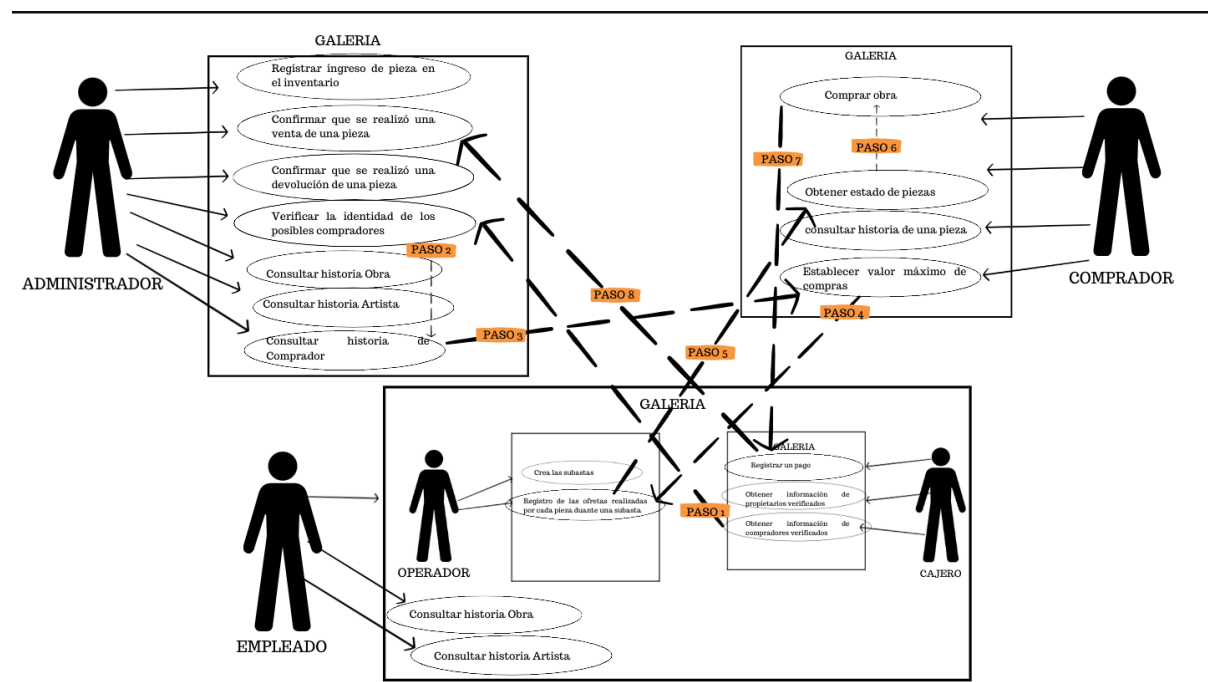 GALERIA
Registrar ingreso de pieza en
el inventario
Confirmar que se realizó una
venta de una pieza
Confirmar que se realizó una
devolución de una pieza
Verificar la identidad de los
posibles compradores
PASO 2
Consultar historia Obra
Consultar historia Artista
Consultar historia de
Comprador
ADMINISTRADOR
GALERIA
Comprar obra
PASO 6
PASO 7
Obtener estado de piezas
consultar historia de una pieza
Establecer valor máximo de
compras
COMPRADOR
PASO 8
PASO 4
PASO 3
PASO 5
GALERIA
Crea las subastas
Registro de las ofretas realizadas
por cada pieza duante una subasta
OPERADOR
PASO 1
GALERIA
Registrar un pago
Obtener información de
propietarios verificados
Obtener información de
compradores verificados
CAJERO
Consultar historia Obra
Consultar historia Artista
EMPLEADO